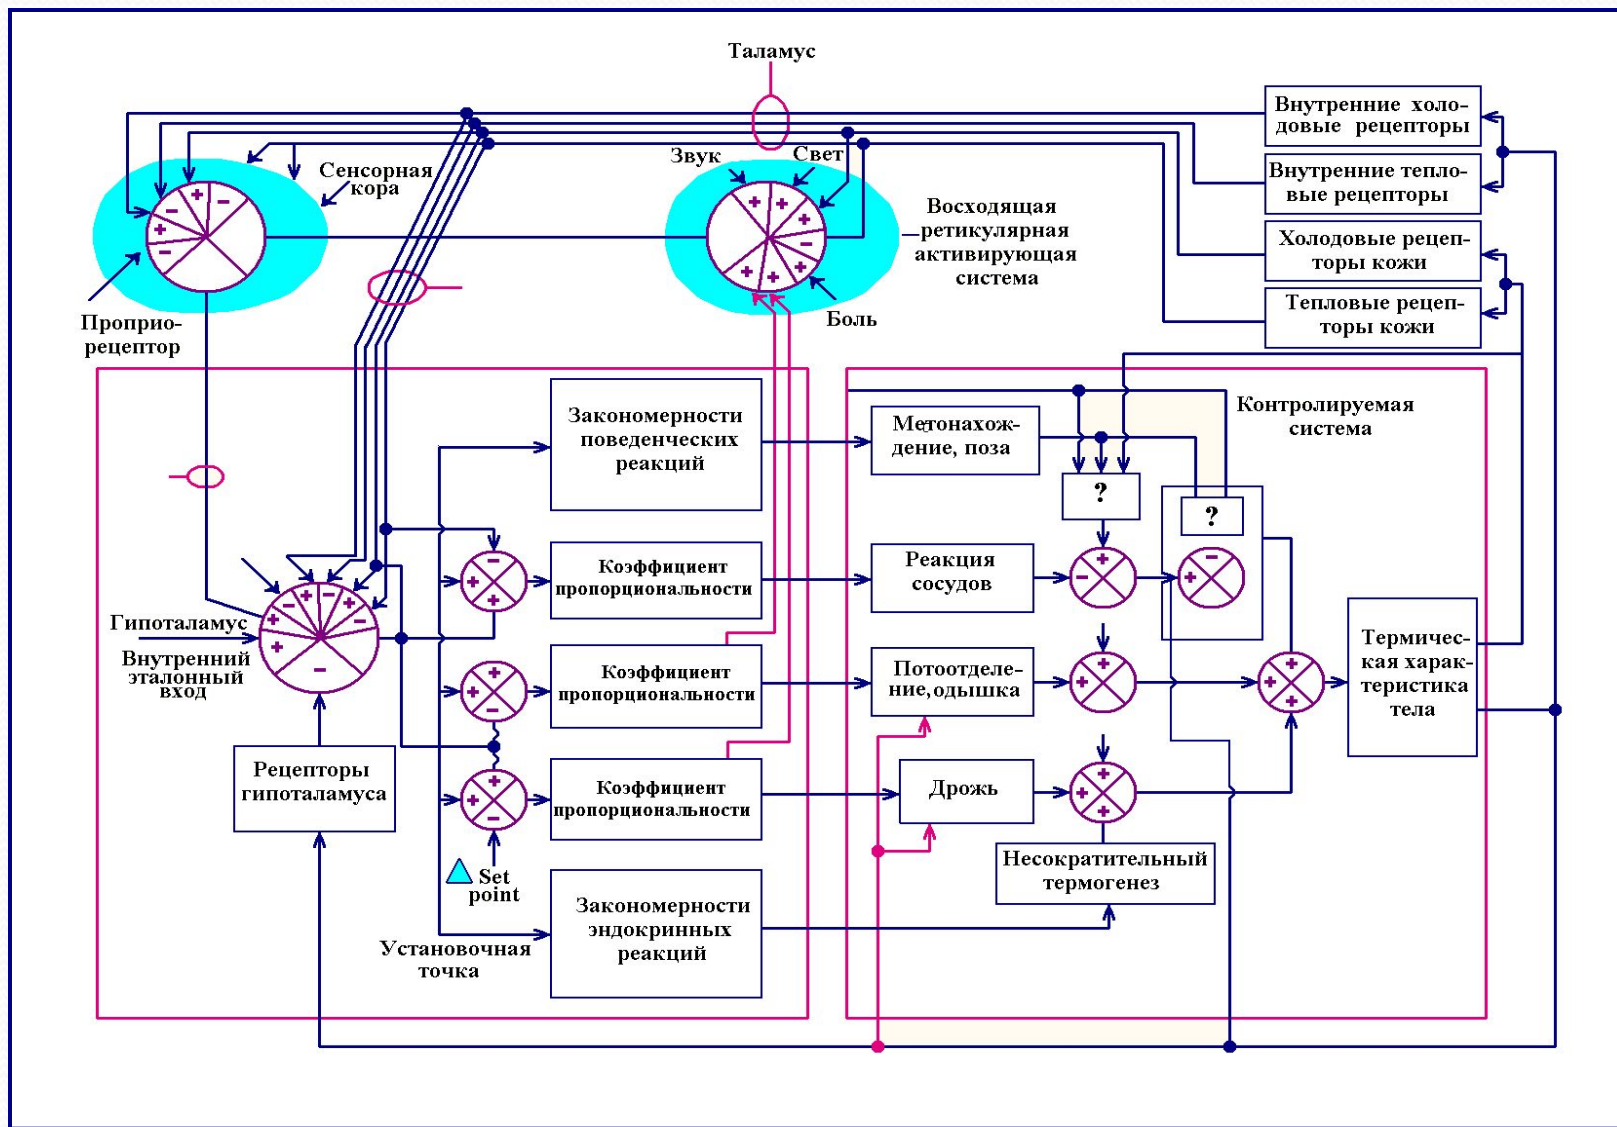 Таламус
Внутренние холо-
довые рецепторы
Звук
Свет
Сенсорная
кора
Внутренние тепло-
вые рецепторы
Восходящая
ретикулярная
активирующая
система
Холодовые рецеп-
торы кожи
Тепловые рецеп-
торы кожи
Боль
Проприо-
рецептор
Закономерности
поведенческих
реакций
Метонахож-
дение, поза
Контролируемая
система
?
?
Коэффициент
пропорциональности
Реакция
сосудов
Гипоталамус
Внутренний
эталонный
вход
Коэффициент
пропорциональности
Потоотделе-
ние, одышка
Термичес-
кая харак-
теристика
тела
Рецепторы
гипоталамуса
Коэффициент
пропорциональности
Дрожь
Set
point
Несократительный
термогенез
Закономерности
эндокринных
реакций
Установочная
точка